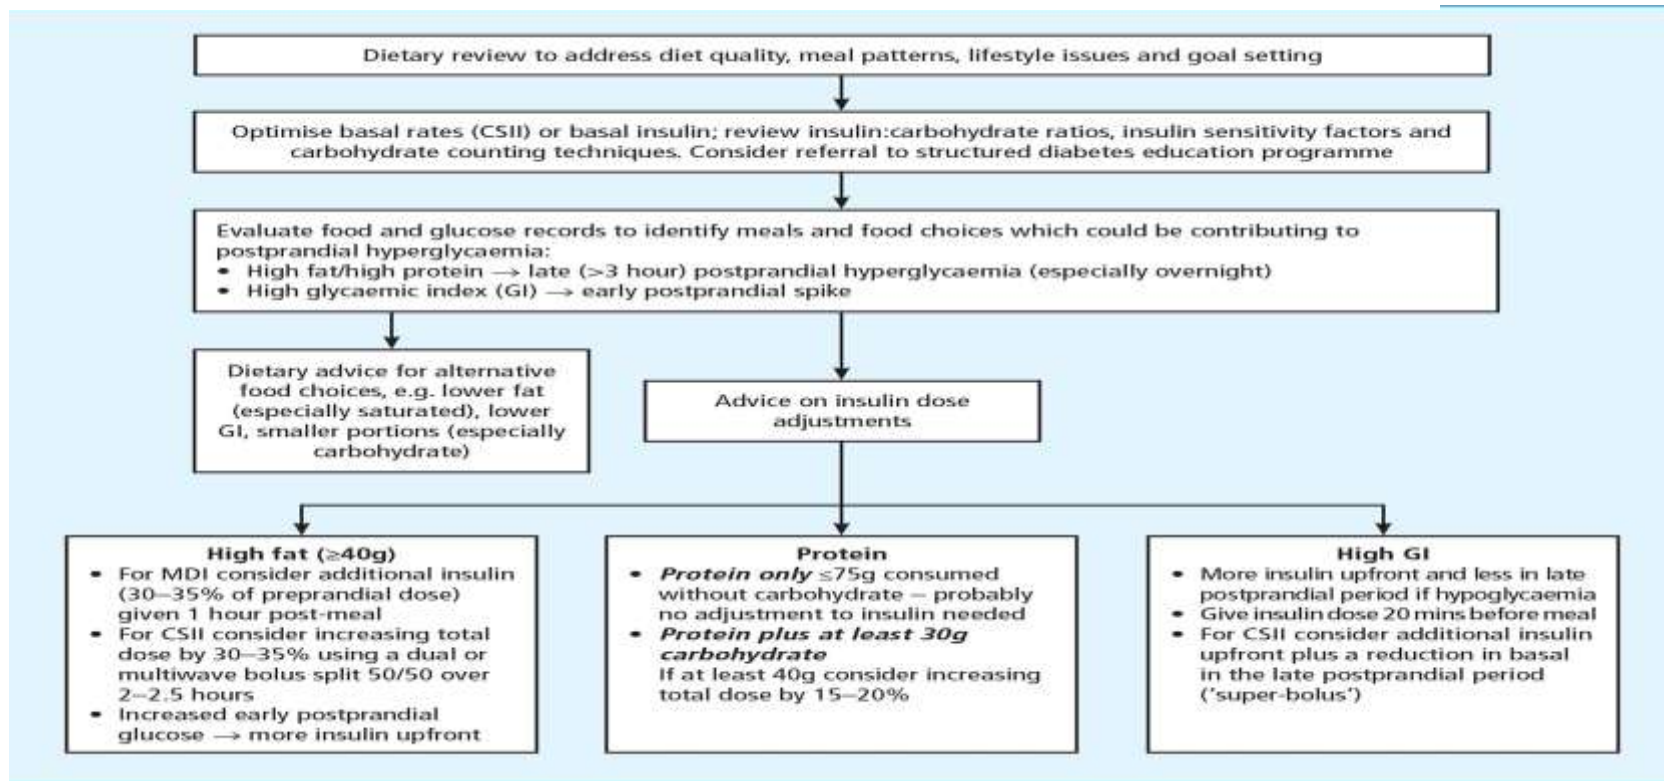 Dietary review to address diet quality, meal patterns, lifestyle issues and goal setting
Optimise basal rates (CSII) or basal insulin; review insulin:carbohydrate ratios, insulin sensitivity factors and
carbohydrate counting techniques. Consider referral to structured diabetes education programme
Evaluate food and glucose records to identify meals and food choices which could be contributing to
postprandial hyperglycaemia:
• High fat/high protein → late (>3 hour) postprandial hyperglycaemia (especially overnight)
• High glycaemic index (GI) → early postprandial spike
Dietary advice for alternative
food choices, e.g. lower fat
(especially saturated), lower
GI, smaller portions (especially
carbohydrate)
Advice on insulin dose
adjustments
High fat (≥40g)
• For MDI consider additional insulin
(30–35% of preprandial dose)
given 1 hour post-meal
• For CSII consider increasing total
dose by 30–35% using a dual or
multiwave bolus split 50/50 over
2–2.5 hours
• Increased early postprandial
glucose → more insulin upfront
Protein
• Protein only ≤75g consumed
without carbohydrate – probably
no adjustment to insulin needed
• Protein plus at least 30g
carbohydrate
If at least 40g consider increasing
total dose by 15–20%
High GI
• More insulin upfront and less in late
postprandial period if hypoglycaemia
• Give insulin dose 20 mins before meal
• For CSII consider additional insulin
upfront plus a reduction in basal
in the late postprandial period
('super-bolus')